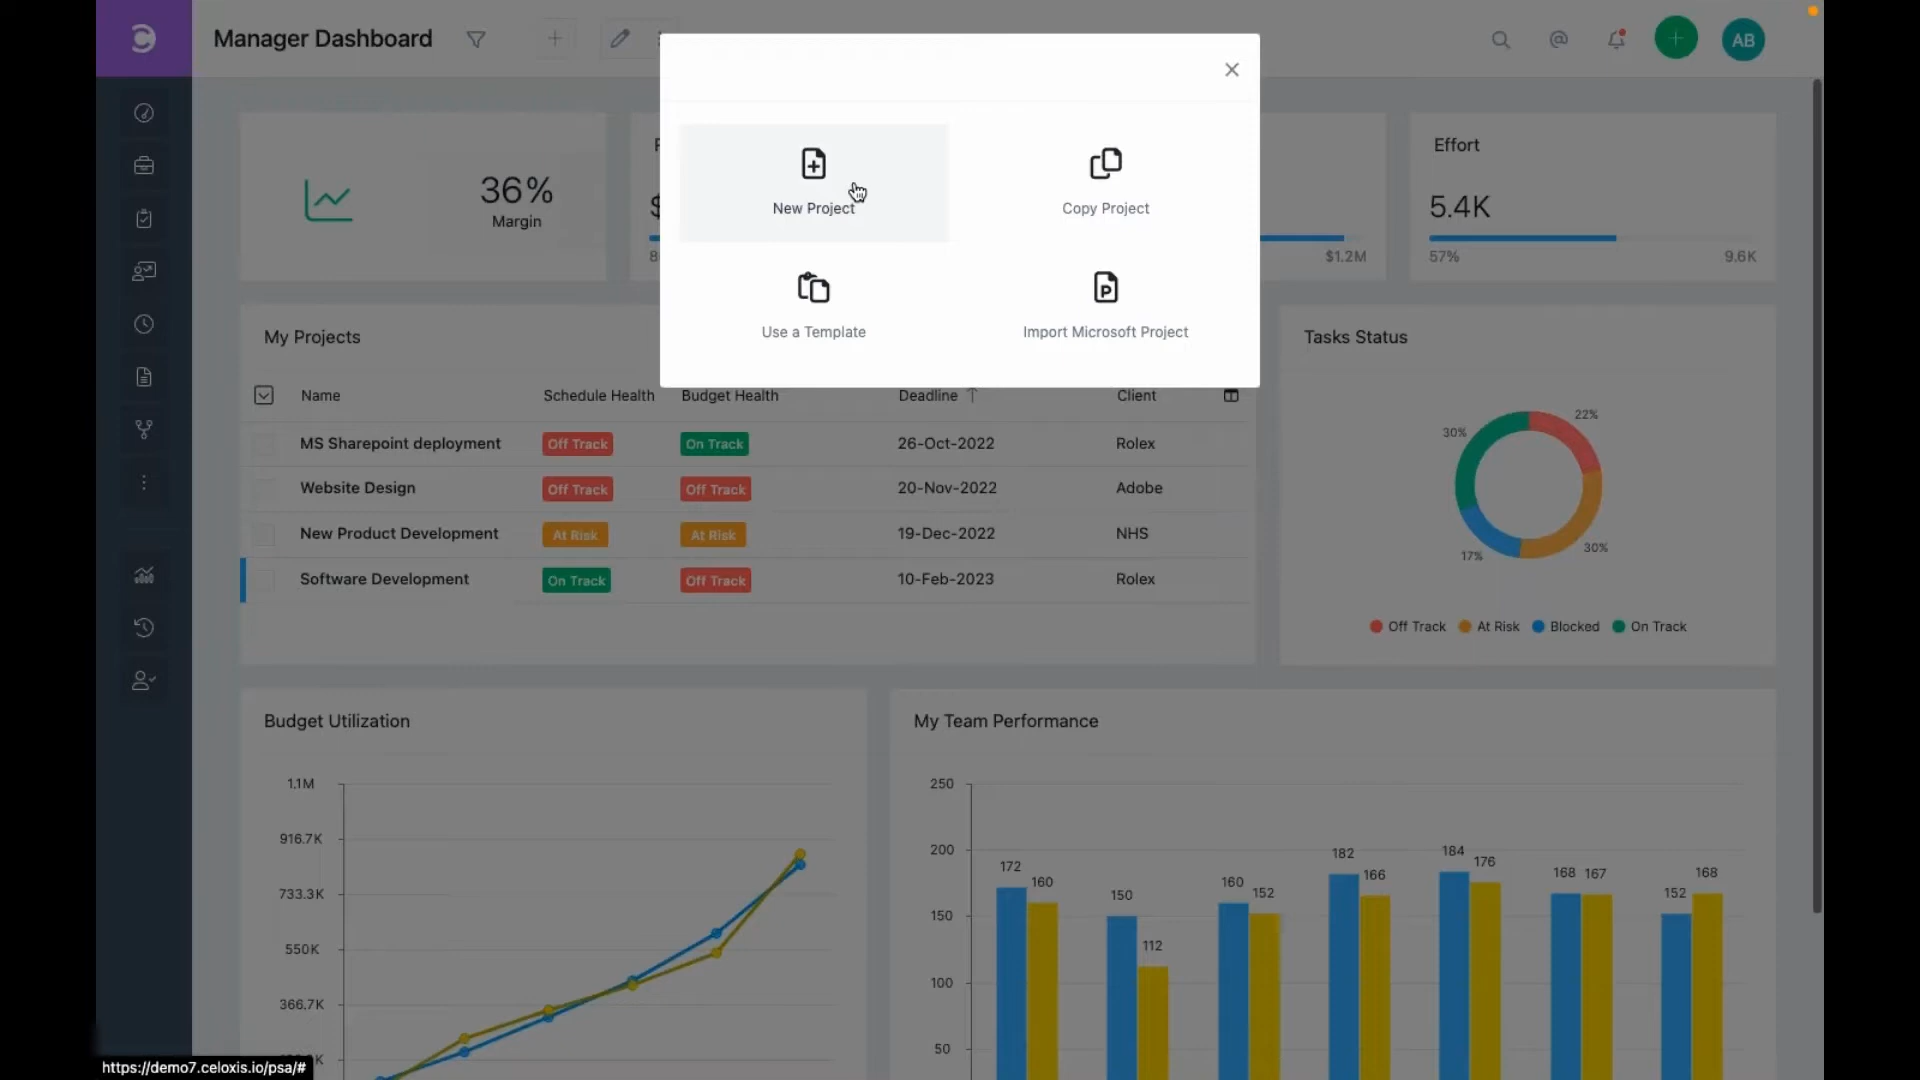 Manager Dashboard
AB
New Project
Copy Project
Use a Template
Import Microsoft Project
36%
Margin
$
$1.2M
Effort
5.4K
57%
9.6K
My Projects
Name
Schedule Health
Budget Health
Deadline
Client
MS Sharepoint deployment
Off Track
On Track
26-Oct-2022
Rolex
Website Design
Off Track
Off Track
20-Nov-2022
Adobe
New Product Development
At Risk
At Risk
19-Dec-2022
NHS
Software Development
On Track
Off Track
10-Feb-2023
Rolex
Tasks Status
22%
30%
30%
17%
Off Track
At Risk
Blocked
On Track
Budget Utilization
1.1M
916.7K
733.3K
550K
366.7K
My Team Performance
250
200
150
100
50
172
160
150
112
160
152
182
166
184
176
168
167
152
168
https://demo7.celoxis.io/psa/#